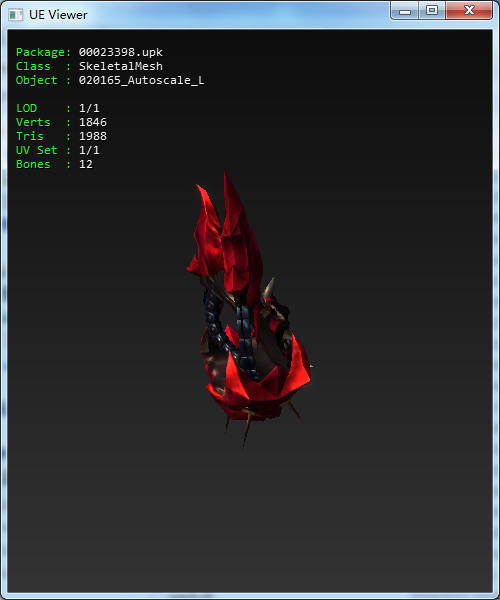 UE Viewer
Package: 00023398.upk
Class : SkeletalMesh
Object : 020165_Autoscale_L
LOD : 1/1
Verts : 1846
Tris : 1988
UV Set : 1/1
Bones : 12